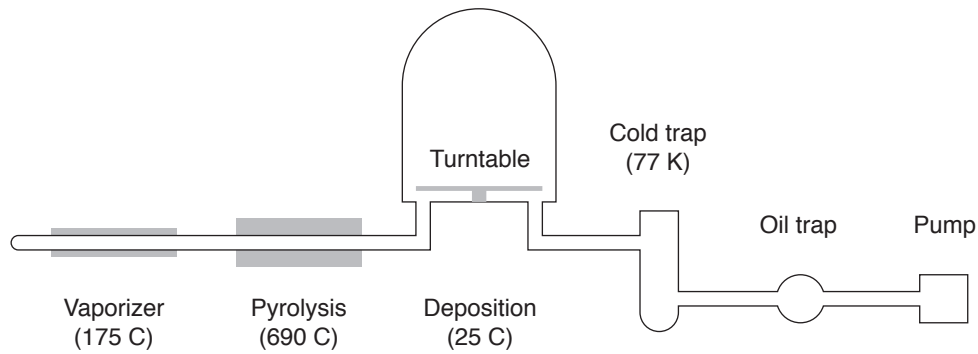 Turntable
Cold trap
(77 K)
Oil trap
Pump
Vaporizer
(175 C)
Pyrolysis
(690 C)
Deposition
(25 C)